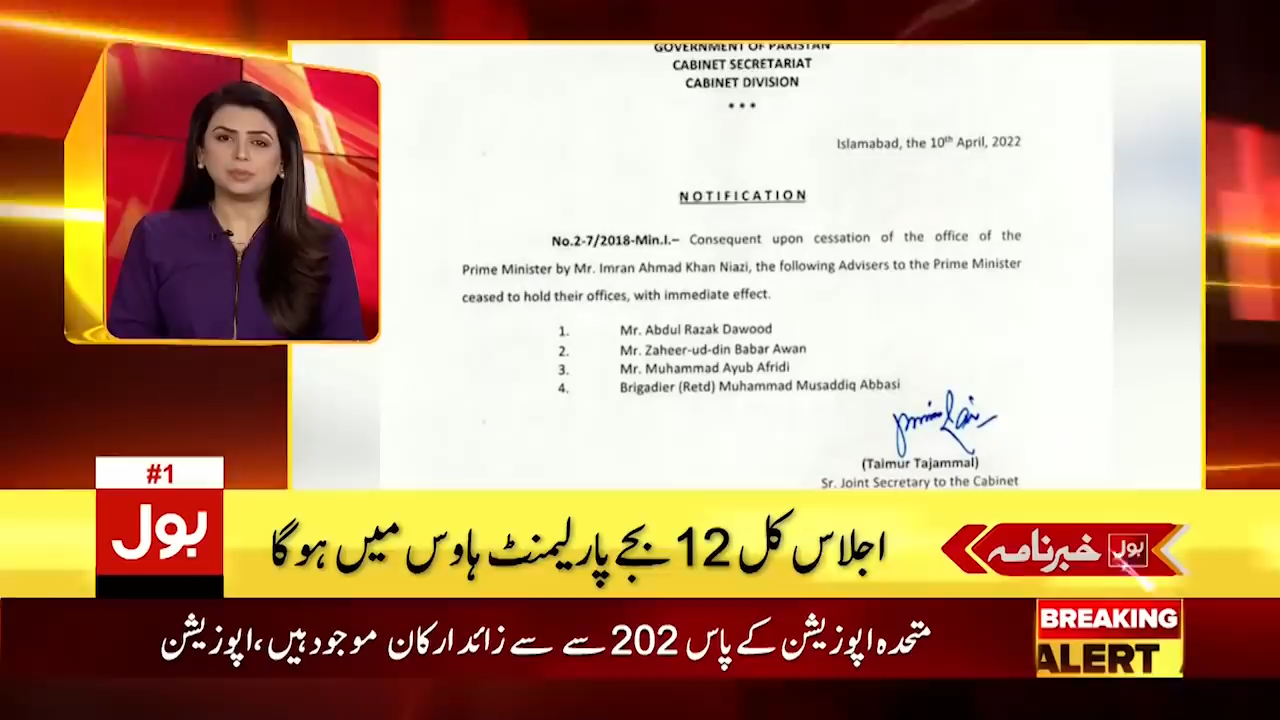 GOVERNMENT OF PAKISTAN
CABINET SECRETARIAT
CABINET DIVISION
Islamabad, the 10th April, 2022
NOTIFICATION
No.2-7/2018-Min.I.– Consequent upon cessation of the office of the
Prime Minister by Mr. Imran Ahmad Khan Niazi, the following Advisers to the Prime Minister
ceased to hold their offices, with immediate effect.
1. Mr. Abdul Razak Dawood
2. Mr. Zaheer-ud-din Babar Awan
3. Mr. Muhammad Ayub Afridi
4. Brigadier (Retd) Muhammad Musaddiq Abbasi
(Taimur Tajammal)
Sr. Joint Secretary to the Cabinet
#1
بول
بول خبرنامہ
اجلاس کل 12 بجے پارلیمنٹ ہاوس میں ہوگا
BREAKING
ALERT
متحدہ اپوزیشن کے پاس 202 سے سے زائد ارکان موجود ہیں، اپوزیشن